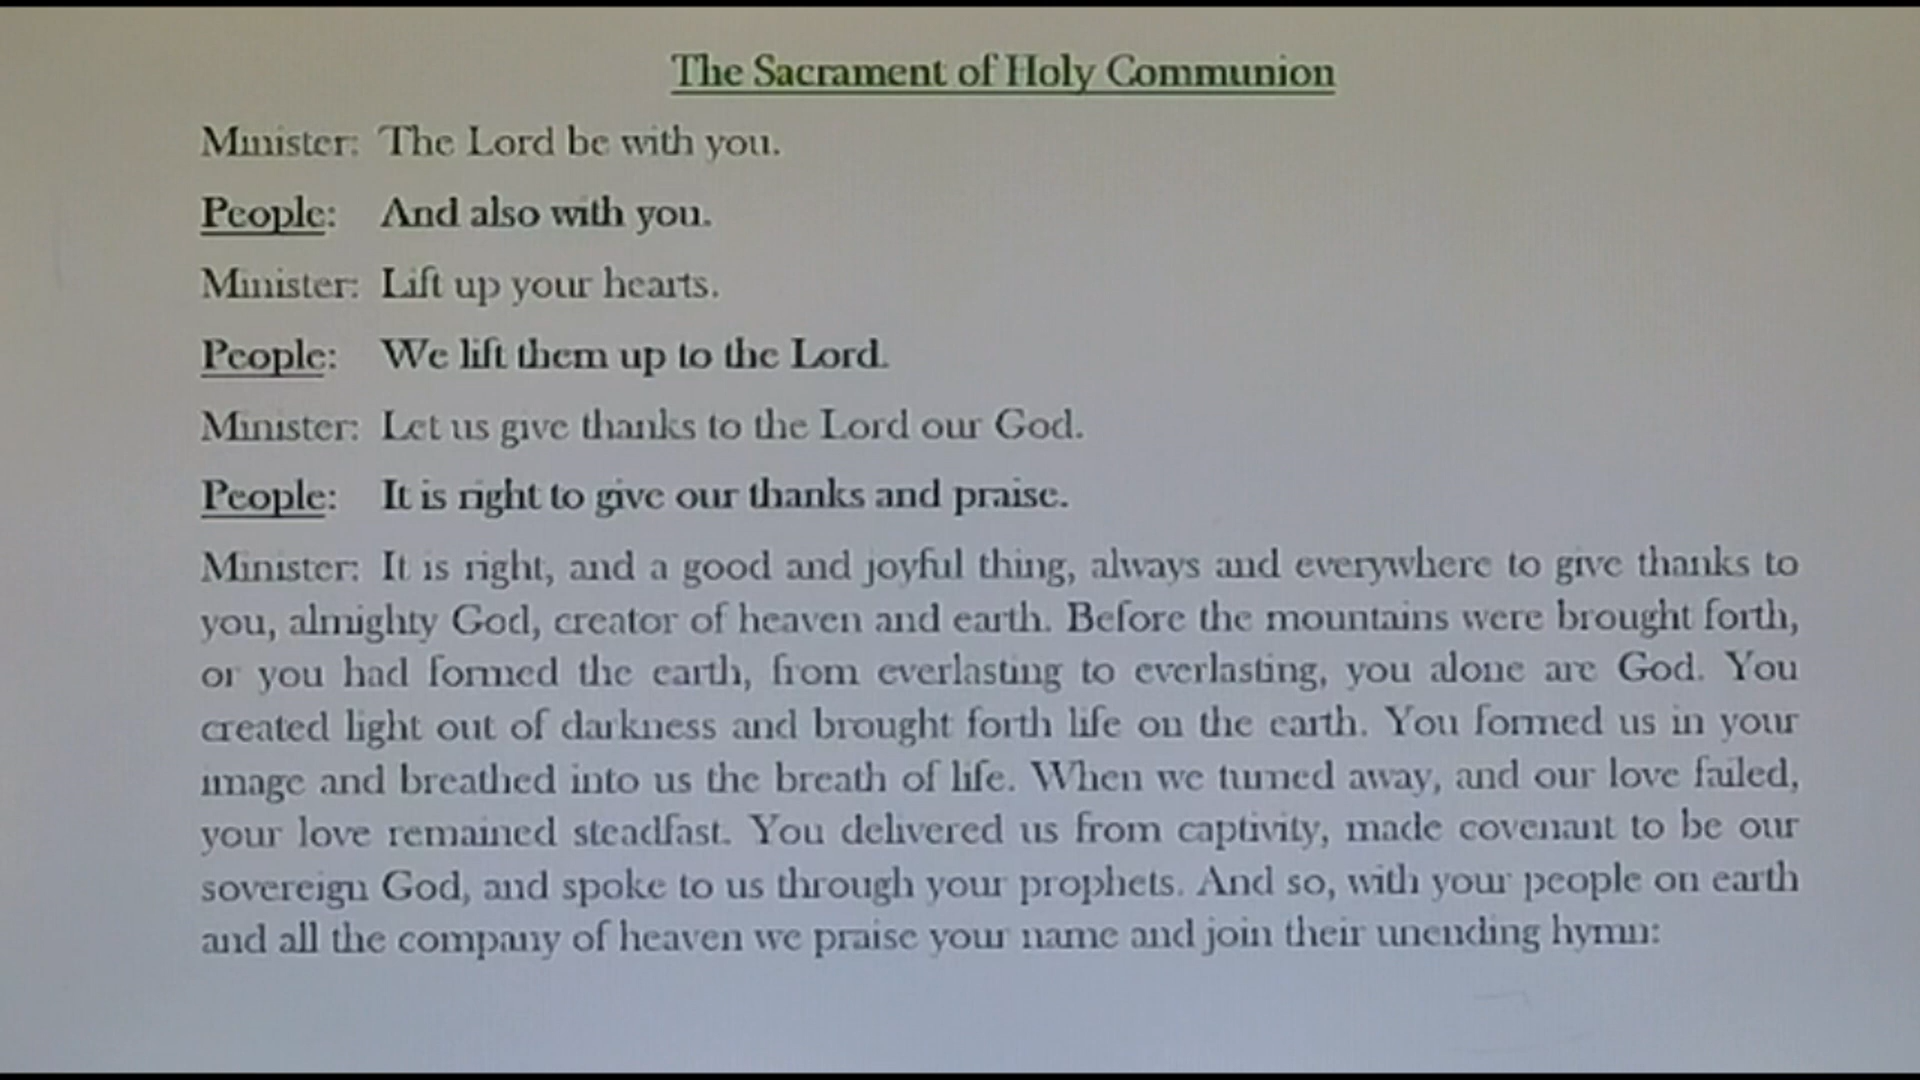 The Sacrament of Holy Communion
Minister: The Lord be with you.
People: And also with you.
Minister: Lift up your hearts.
People: We lift them up to the Lord.
Minister: Let us give thanks to the Lord our God.
People: It is right to give our thanks and praise.
Minister: It is right, and a good and joyful thing, always and everywhere to give thanks to
you, almighty God, creator of heaven and earth. Before the mountains were brought forth,
or you had formed the earth, from everlasting to everlasting, you alone are God. You
created light out of darkness and brought forth life on the earth. You formed us in your
image and breathed into us the breath of life. When we turned away, and our love failed,
your love remained steadfast. You delivered us from captivity, made covenant to be our
sovereign God, and spoke to us through your prophets. And so, with your people on earth
and all the company of heaven we praise your name and join their unending hymn: